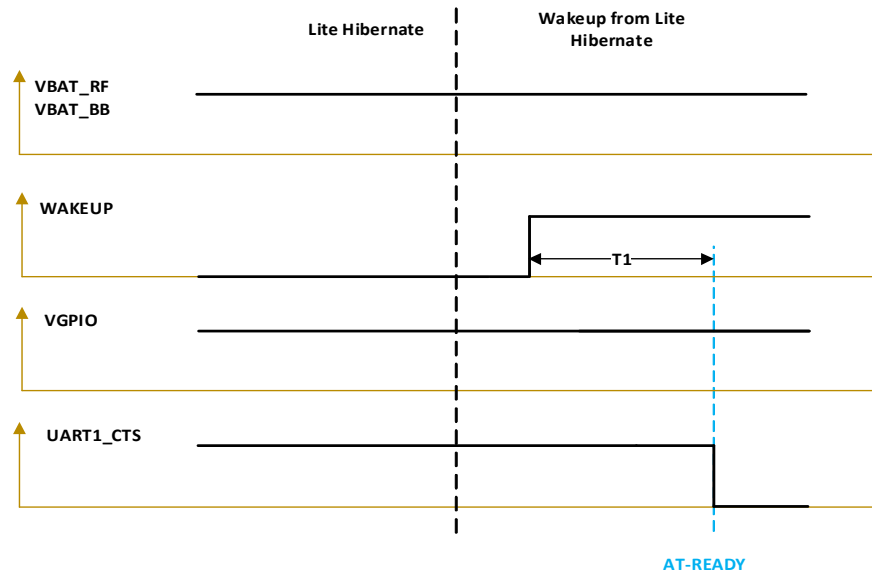 Lite Hibernate
Wakeup from Lite
Hibernate
VBAT_RF
VBAT_BB
WAKEUP
T1
VGPIO
UART1_CTS
AT-READY